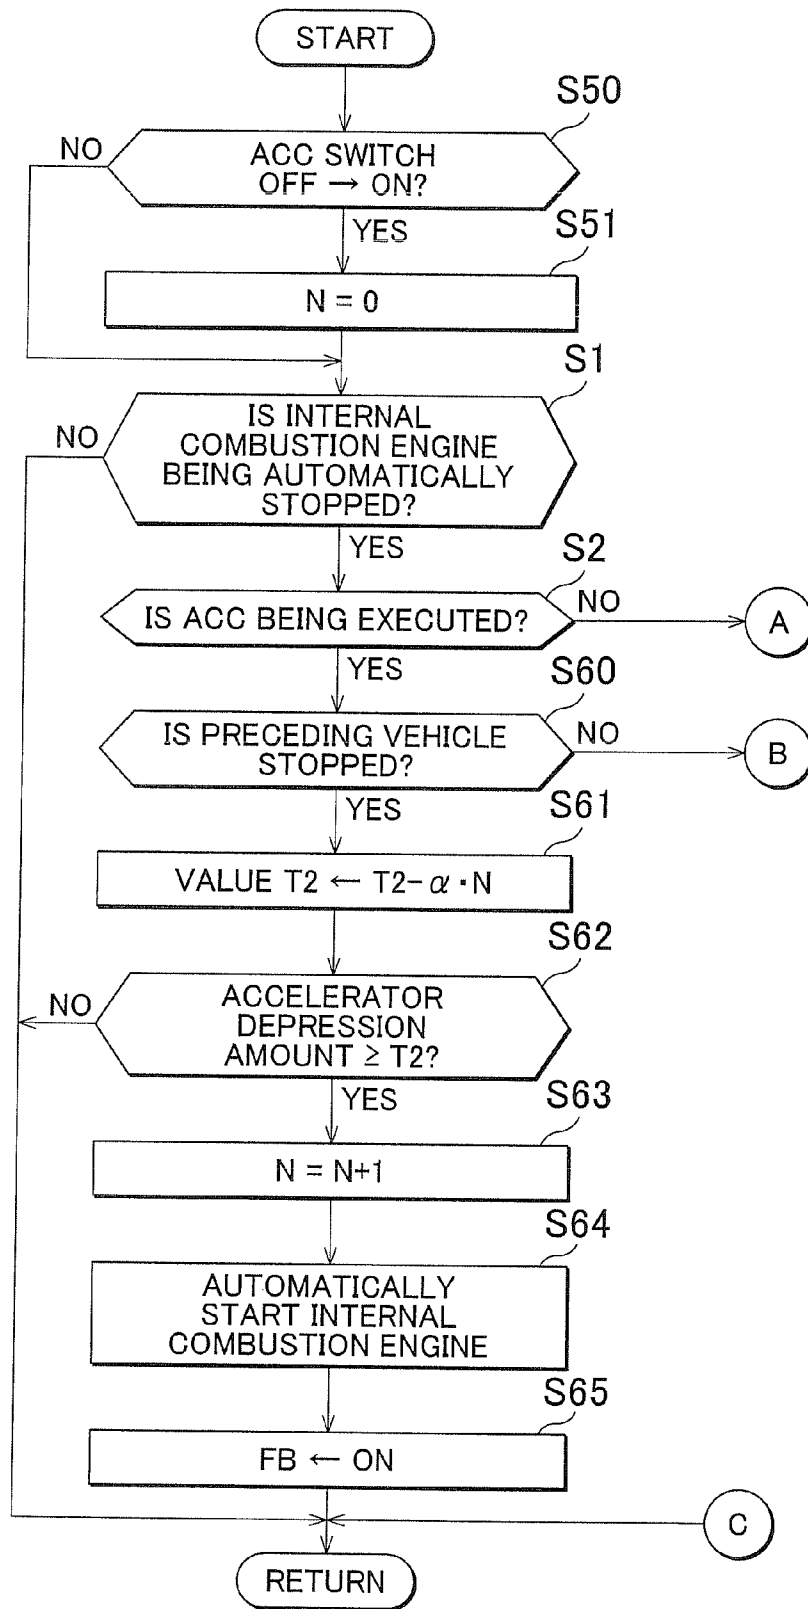 START
S50
NO
ACC SWITCH
OFF → ON?
YES
S51
N = 0
S1
NO
IS INTERNAL
COMBUSTION ENGINE
BEING AUTOMATICALLY
STOPPED?
YES
S2
IS ACC BEING EXECUTED?
NO
A
YES
S60
IS PRECEDING VEHICLE
STOPPED?
NO
B
YES
S61
VALUE T2 ← T2-α・N
S62
NO
ACCELERATOR
DEPRESSION
AMOUNT ≥ T2?
YES
S63
N = N+1
S64
AUTOMATICALLY
START INTERNAL
COMBUSTION ENGINE
S65
FB ← ON
C
RETURN